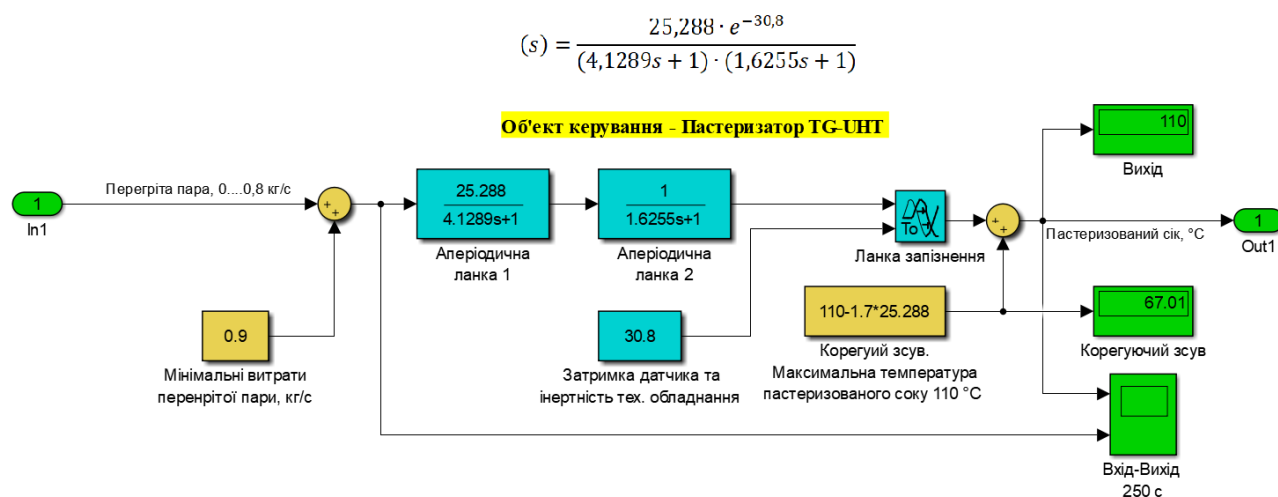 (s) = 25,288 · e^{−30,8} / (4,1289s + 1) · (1,6255s + 1)
Об'єкт керування - Пастеризатор TG-UHT
110
Вихід
Перегріта пара, 0....0,8 кг/с
1
In1
+
+
25.288
4.1289s+1
Аперіодична
ланка 1
1
1.6255s+1
Аперіодична
ланка 2
To
Ланка запізнення
+
+
Пастеризований сік, °C
1
Out1
0.9
Мінімальні витрати
перенрітої пари, кг/с
30.8
Затримка датчика та
інертність тех. обладнання
110-1.7*25.288
Корегуий зсув.
Максимальна температура
пастеризованого соку 110 °C
67.01
Корегуючий зсув
Вхід-Вихід
250 с